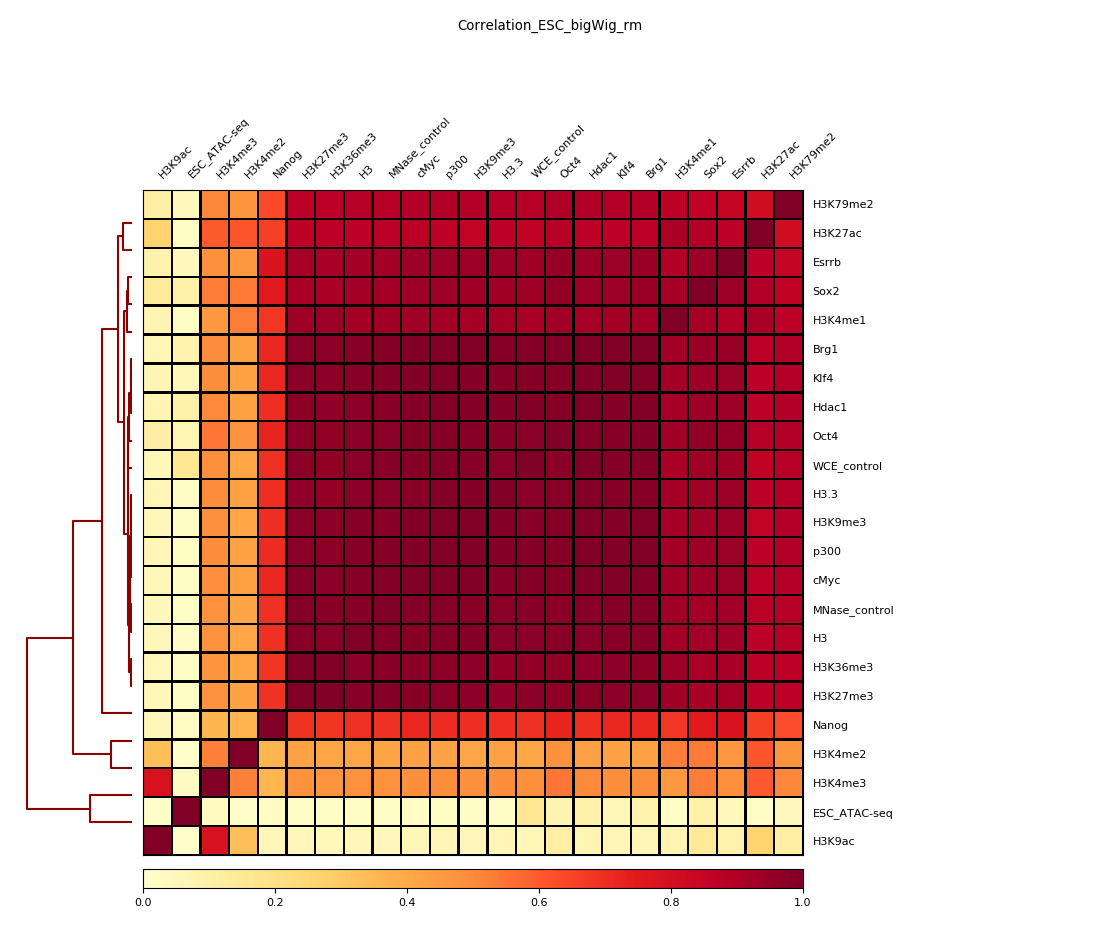 Correlation_ESC_bigWig_rm
H3K9ac
ESC_ATAC-seq
H3K4me3
H3K4me2
Nanog
H3K27me3
H3K36me3
H3
MNase_control
cMyc
p300
H3K9me3
H3.3
WCE_control
Oct4
Hdac1
Klf4
Brg1
H3K4me1
Sox2
Esrrb
H3K27ac
H3K79me2
H3K79me2
H3K27ac
Esrrb
Sox2
H3K4me1
Brg1
Klf4
Hdac1
Oct4
WCE_control
H3.3
H3K9me3
p300
cMyc
MNase_control
H3
H3K36me3
H3K27me3
Nanog
H3K4me2
H3K4me3
ESC_ATAC-seq
H3K9ac
0.0 0.2 0.4 0.6 0.8 1.0